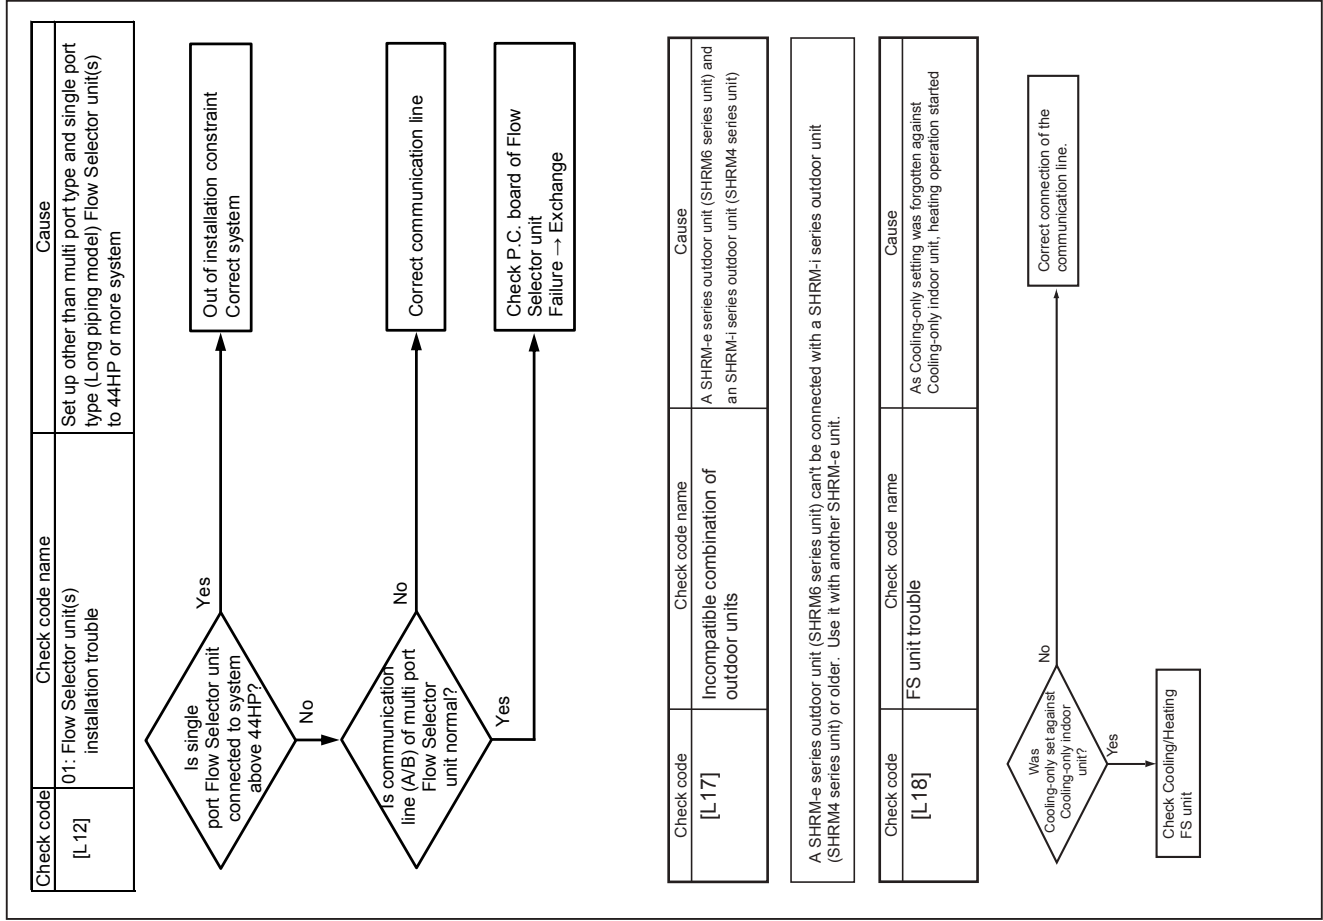 Check code
Check code name
Cause
[L12]
01: Flow Selector unit(s)
installation trouble
Set up other than multi port type and single port
type (Long piping model) Flow Selector unit(s)
to 44HP or more system
Is single
port Flow Selector unit
connected to system
above 44HP?
Yes
Out of installation constraint
Correct system
No
Is communication
line (A/B) of multi port
Flow Selector
unit normal?
No
Correct communication line
Yes
Check P.C. board of Flow
Selector unit
Failure → Exchange
Check code
Check code name
Cause
[L17]
Incompatible combination of
outdoor units
A SHRM-e series outdoor unit (SHRM6 series unit) and
an SHRM-i series outdoor unit (SHRM4 series unit)
A SHRM-e series outdoor unit (SHRM6 series unit) can't be connected with a SHRM-i series outdoor unit
(SHRM4 series unit) or older. Use it with another SHRM-e unit.
Check code
Check code name
Cause
[L18]
FS unit trouble
As Cooling-only setting was forgotten against
Cooling-only indoor unit, heating operation started
Was
Cooling-only set against
Cooling-only indoor
unit?
No
Correct connection of the
communication line.
Yes
Check Cooling/Heating
FS unit